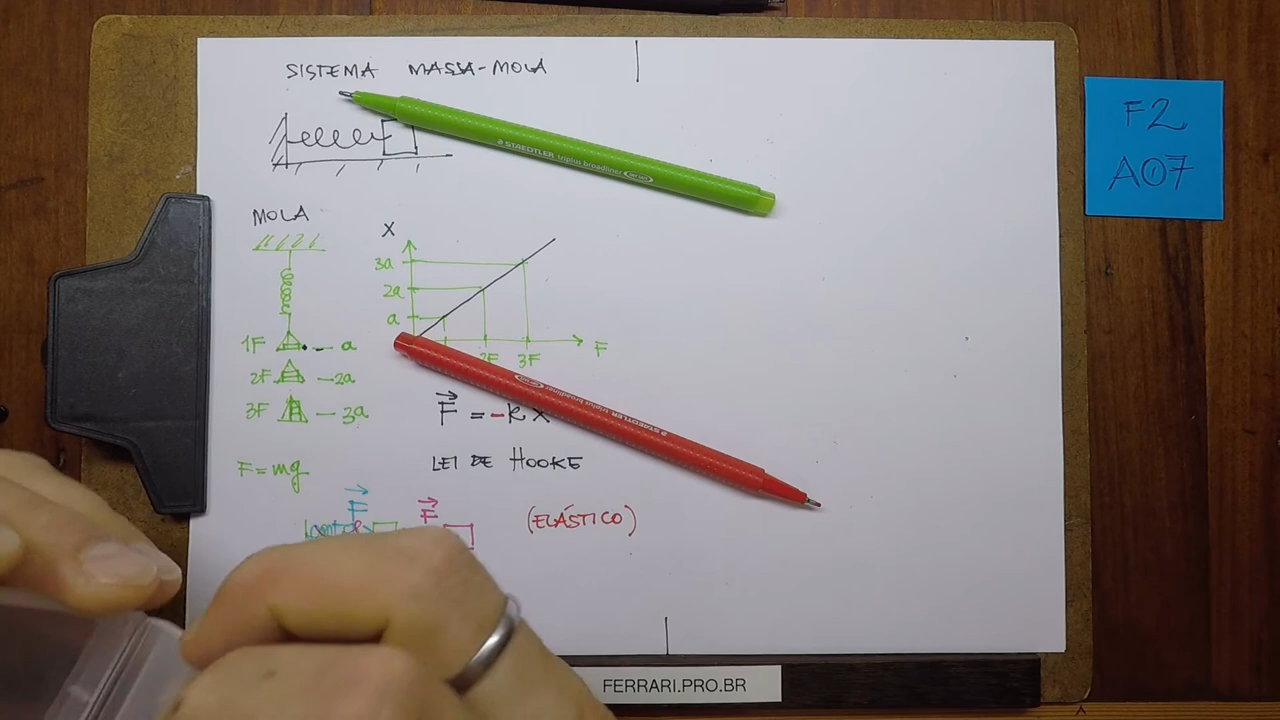 SISTEMA MASSA-MOLA
F2
A07
STAEDTLER triplus broadliner
MOLA
X
3a
2a
a
2F 3F F
1F — a
2F — 2a
3F — 3a
F = -kx
LEI DE HOOKE
F=mg
F F
(ELÁSTICO)
STAEDTLER triplus broadliner
FERRARI.PRO.BR